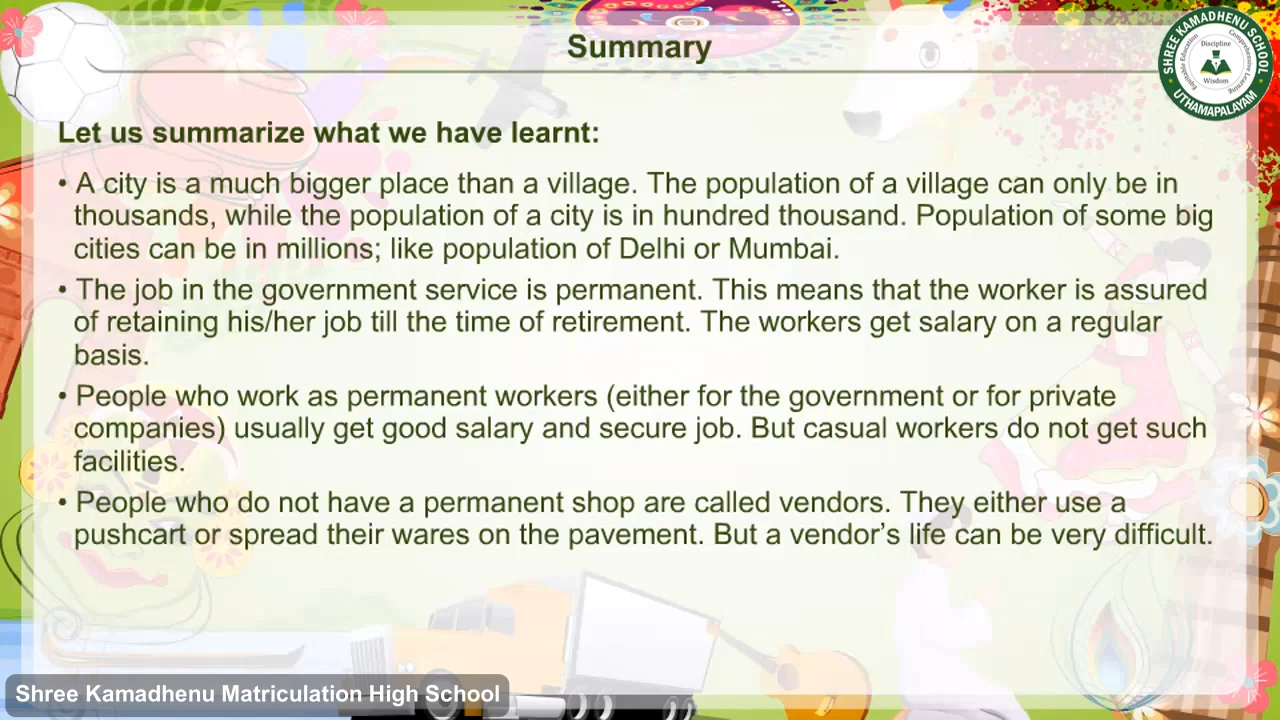 Summary
SHREE KAMADHENU SCHOOL
Equitable Education
Comprehensive Learning
Discipline
Wisdom
UTHAMAPALAYAM
Let us summarize what we have learnt:
• A city is a much bigger place than a village. The population of a village can only be in
thousands, while the population of a city is in hundred thousand. Population of some big
cities can be in millions; like population of Delhi or Mumbai.
• The job in the government service is permanent. This means that the worker is assured
of retaining his/her job till the time of retirement. The workers get salary on a regular
basis.
• People who work as permanent workers (either for the government or for private
companies) usually get good salary and secure job. But casual workers do not get such
facilities.
• People who do not have a permanent shop are called vendors. They either use a
pushcart or spread their wares on the pavement. But a vendor’s life can be very difficult.
Shree Kamadhenu Matriculation High School